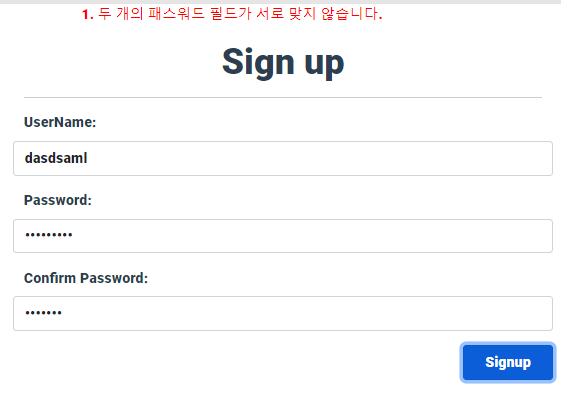 1. 두 개의 패스워드 필드가 서로 맞지 않습니다.
Sign up
UserName:
dasdsaml
Password:
•••••••••
Confirm Password:
•••••••
Signup